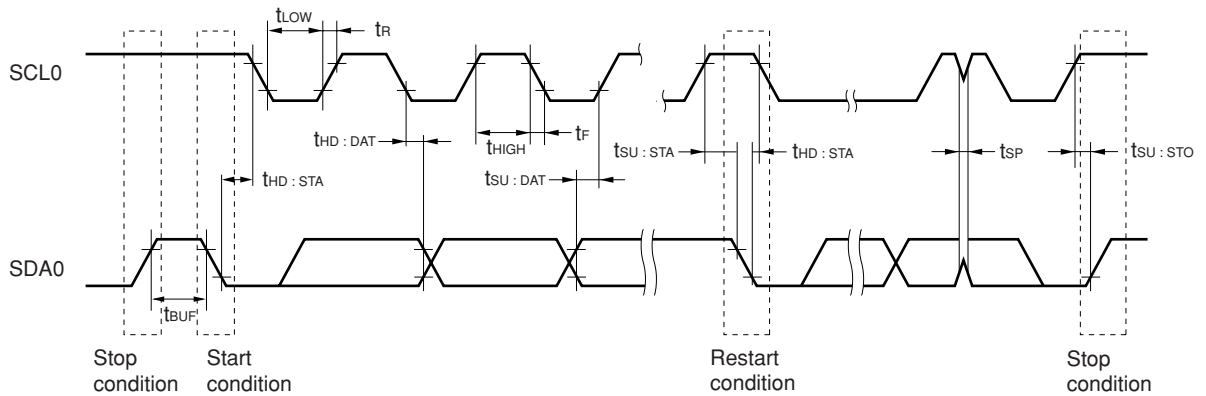 tLOW
tR
SCL0
tHD : DAT
tHIGH
tF
tSU : STA
tHD : STA
tSP
tSU : STO
tHD : STA
tSU : DAT
SDA0
tBUF
Stop
condition
Start
condition
Restart
condition
Stop
condition